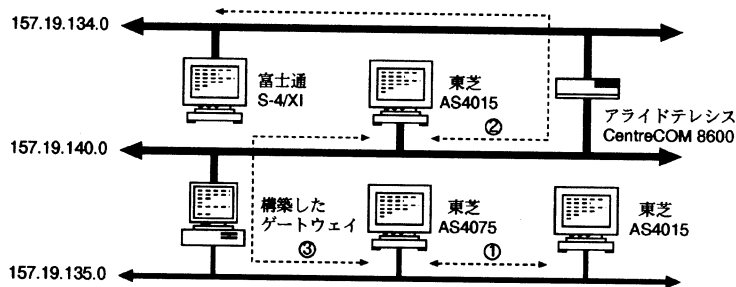 157.19.134.0
富士通
S-4/XI
東芝
AS4015
アライドテレシス
CentreCOM 8600
②
157.19.140.0
構築した
ゲートウェイ
③
東芝
AS4075
①
東芝
AS4015
157.19.135.0